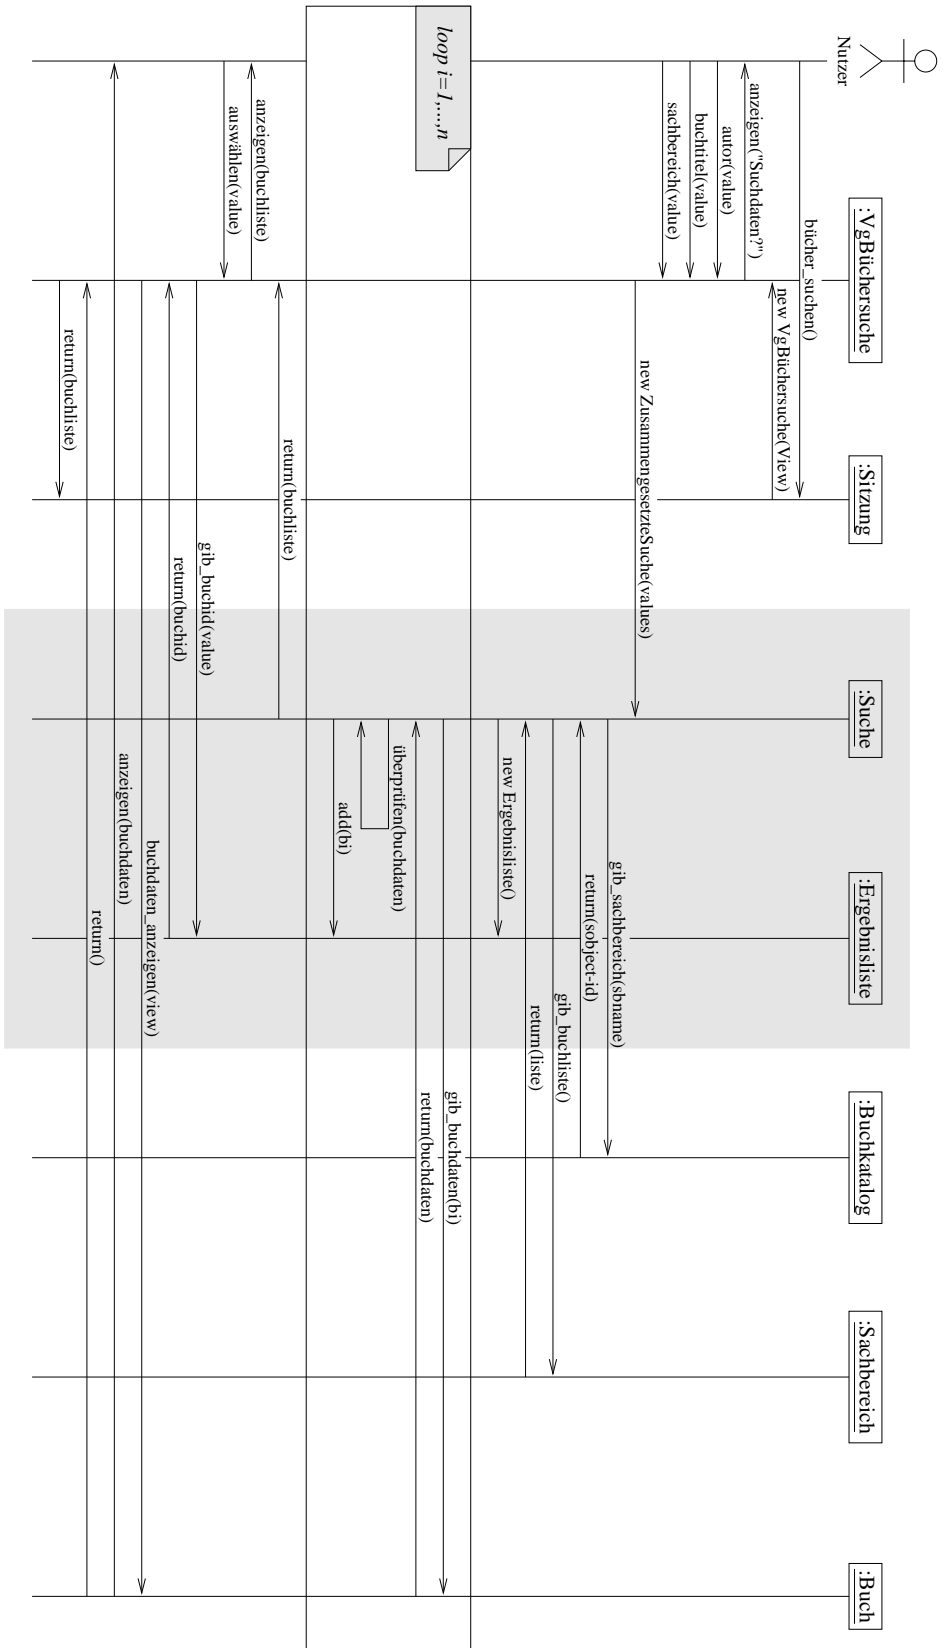 Nutzer
:VgBüchersuche
:Sitzung
:Suche
:Ergebnisliste
:Buchkatalog
:Sachbereich
:Buch
bücher_suchen()
new VgBüchersuche(View)
anzeigen("Suchdaten?")
autor(value)
buchtitel(value)
sachbereich(value)
new ZusammengesetzteSuche(values)
gib_sachbereich(sbname)
return(sobject-id)
gib_buchliste()
return(liste)
new Ergebnisliste()
loop i=1,...,n
gib_buchdaten(bi)
return(buchdaten)
überprüfen(buchdaten)
add(bi)
return(buchliste)
anzeigen(buchliste)
auswählen(value)
gib_buchid(value)
return(buchid)
buchdaten_anzeigen(view)
anzeigen(buchdaten)
return()
return(buchliste)